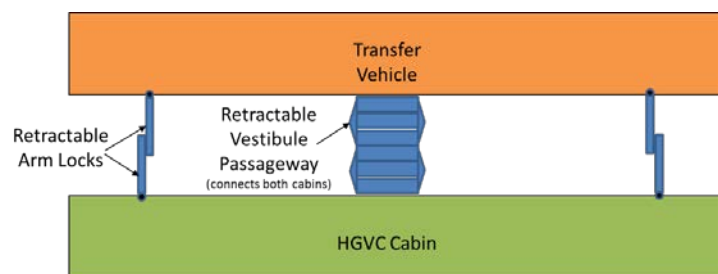 Transfer
Vehicle
Retractable
Arm Locks
Retractable
Vestibule
Passageway
(connects both cabins)
HGVC Cabin